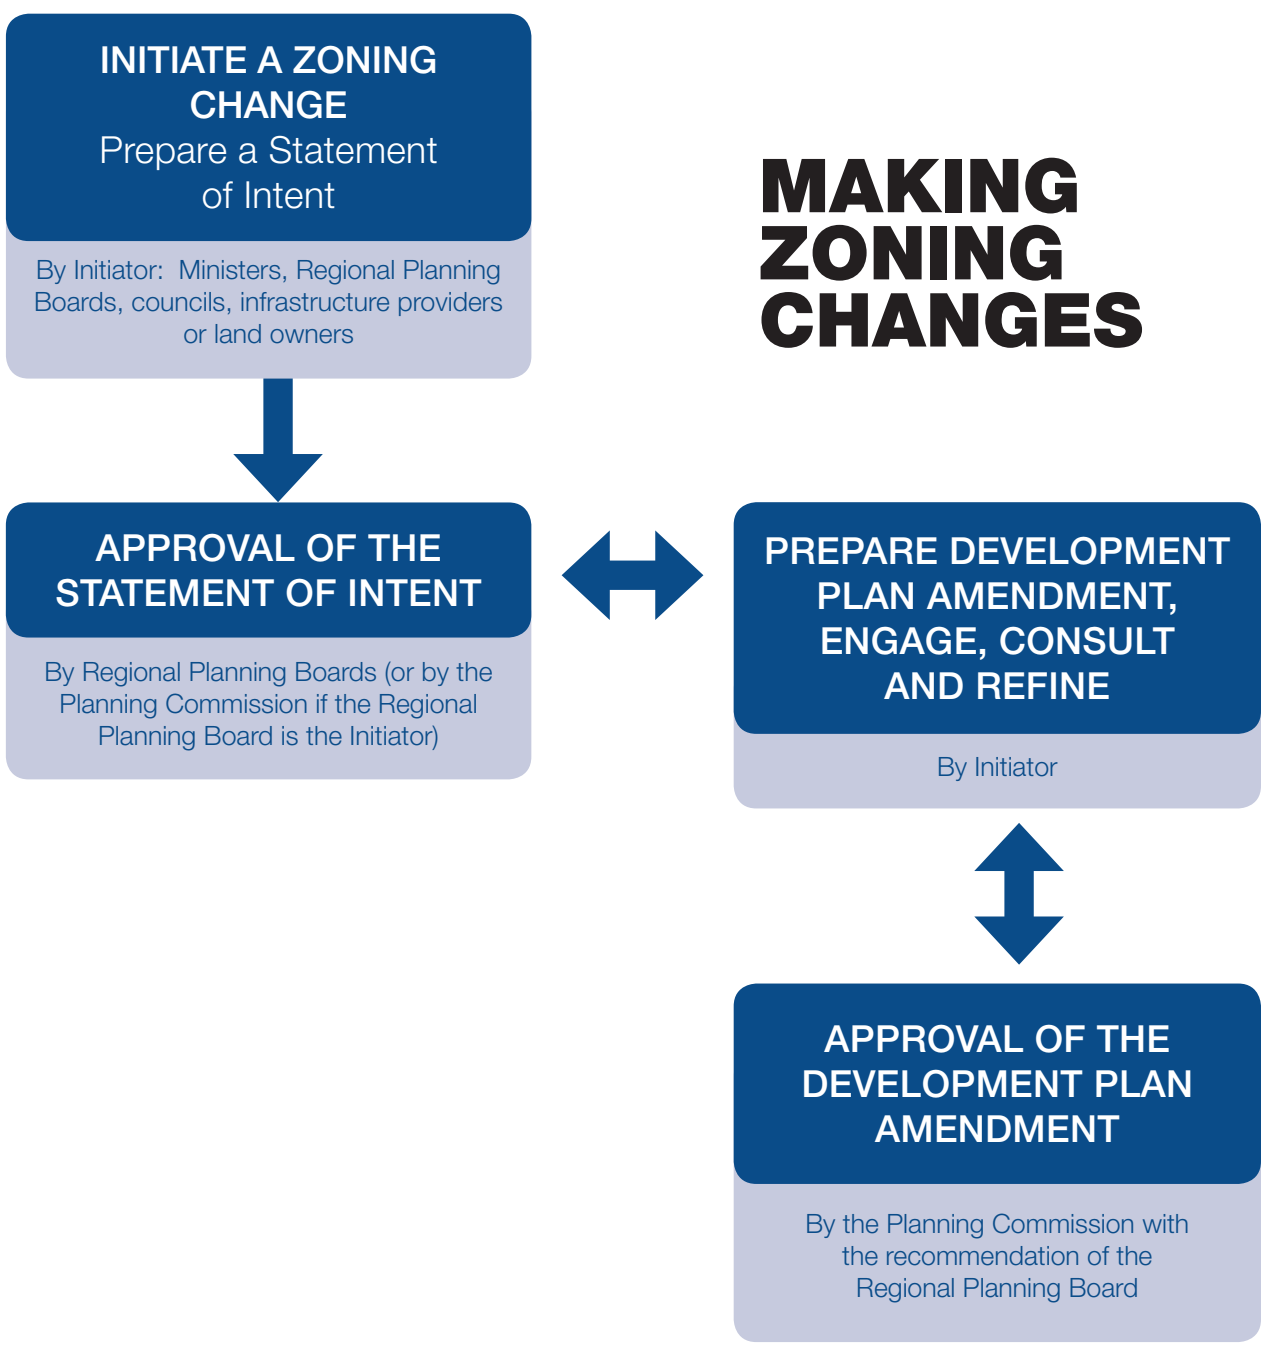 MAKING
ZONING
CHANGES
INITIATE A ZONING
CHANGE
Prepare a Statement
of Intent
By Initiator:  Ministers, Regional Planning
Boards, councils, infrastructure providers
or land owners
APPROVAL OF THE
STATEMENT OF INTENT
By Regional Planning Boards (or by the
Planning Commission if the Regional
Planning Board is the Initiator)
PREPARE DEVELOPMENT
PLAN AMENDMENT,
ENGAGE, CONSULT
AND REFINE
By Initiator
APPROVAL OF THE
DEVELOPMENT PLAN
AMENDMENT
By the Planning Commission with
the recommendation of the
Regional Planning Board